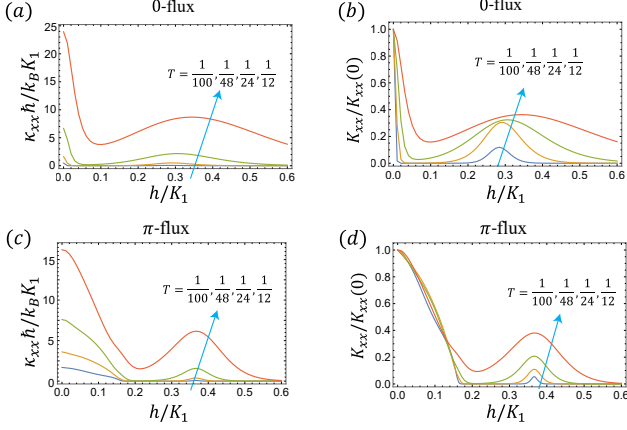 (a)
0-flux
κxxℏ/kBK1
25
20
15
10
5
0
T = 1/100, 1/48, 1/24, 1/12
0.0 0.1 0.2 0.3 0.4 0.5 0.6
h/K1
(b)
0-flux
Kxx/Kxx(0)
1.0
0.8
0.6
0.4
0.2
0.0
T = 1/100, 1/48, 1/24, 1/12
0.0 0.1 0.2 0.3 0.4 0.5 0.6
h/K1
(c)
π-flux
κxxℏ/kBK1
15
10
5
0
T = 1/100, 1/48, 1/24, 1/12
0.0 0.1 0.2 0.3 0.4 0.5 0.6
h/K1
(d)
π-flux
Kxx/Kxx(0)
1.0
0.8
0.6
0.4
0.2
0.0
T = 1/100, 1/48, 1/24, 1/12
0.0 0.1 0.2 0.3 0.4 0.5 0.6
h/K1